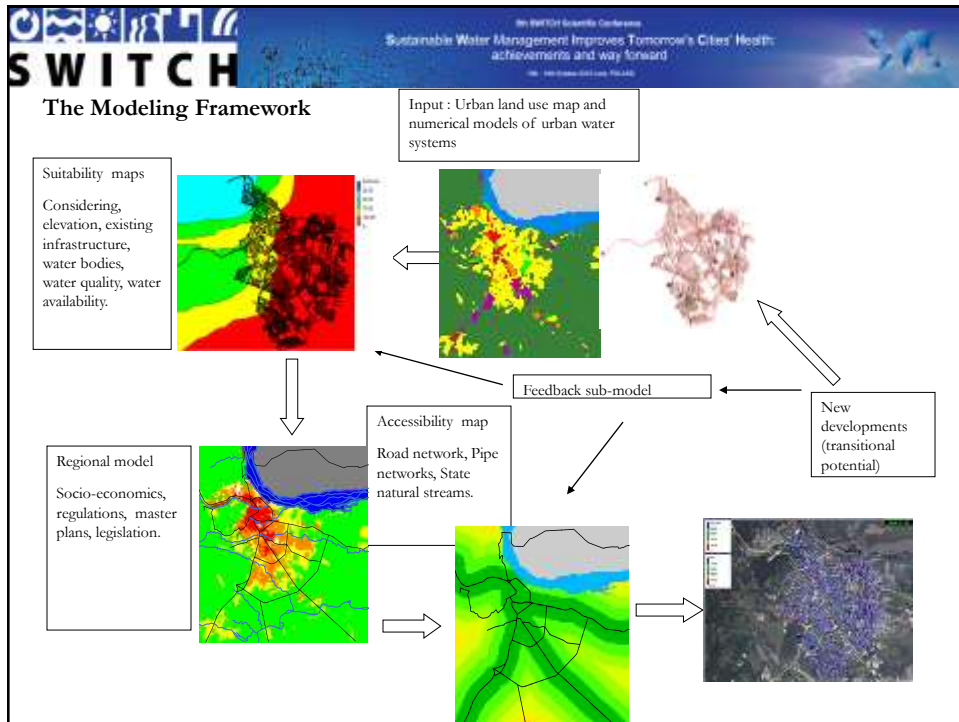 SWITCH
Sustainable Water Management Improves Tomorrow's Cities' Health:
achievements and way forward
The Modeling Framework
Input : Urban land use map and
numerical models of urban water
systems
Suitability maps
Considering,
elevation, existing
infrastructure,
water bodies,
water quality, water
availability.
Feedback sub-model
New
developments
(transitional
potential)
Accessibility map
Road network, Pipe
networks, State
natural streams.
Regional model
Socio-economics,
regulations, master
plans, legislation.